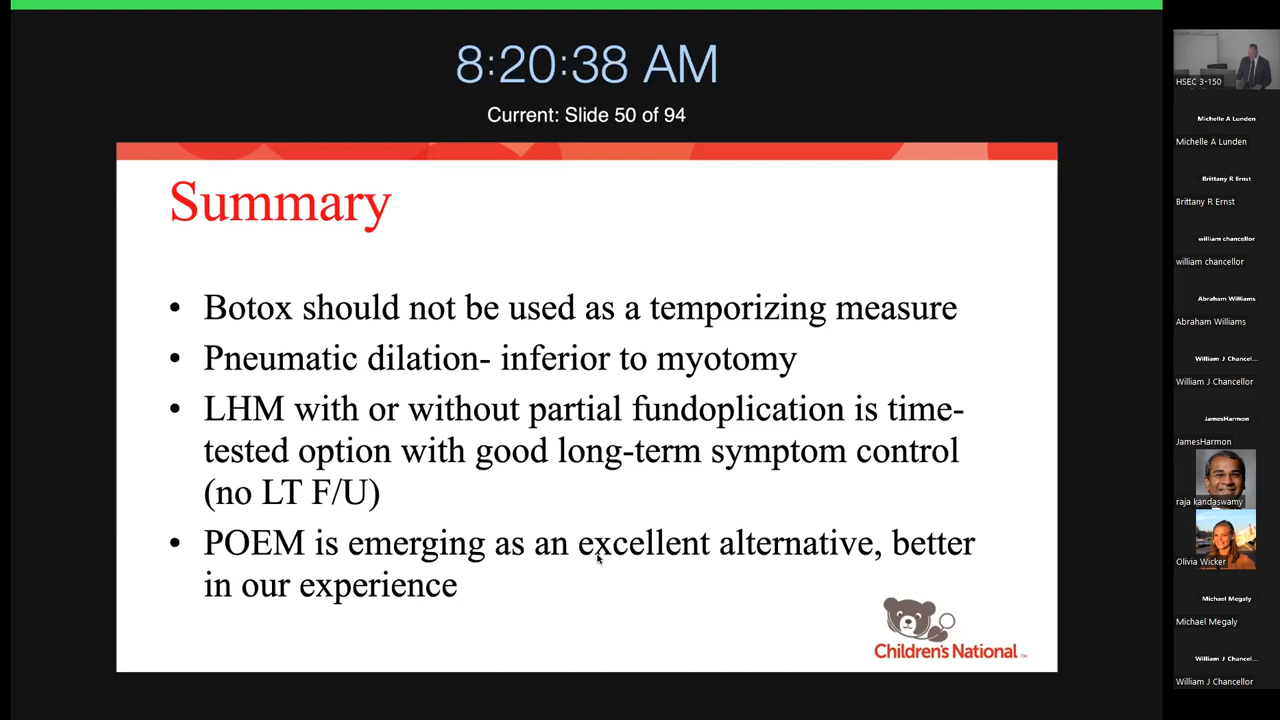 8:20:38 AM
Current: Slide 50 of 94
Summary
• Botox should not be used as a temporizing measure
• Pneumatic dilation- inferior to myotomy
• LHM with or without partial fundoplication is time-
tested option with good long-term symptom control
(no LT F/U)
• POEM is emerging as an excellent alternative, better
in our experience
Children's National™
HSEC 3-150
Michelle A Lunden
Michelle A Lunden
Brittany R Ernst
Brittany R Ernst
william chancellor
william chancellor
Abraham Williams
Abraham Williams
William J Chancel...
William J Chancellor
JamesHarmon
JamesHarmon
raja kandaswamy
Olivia Wicker
Michael Megaly
Michael Megaly
William J Chancel...
William J Chancellor